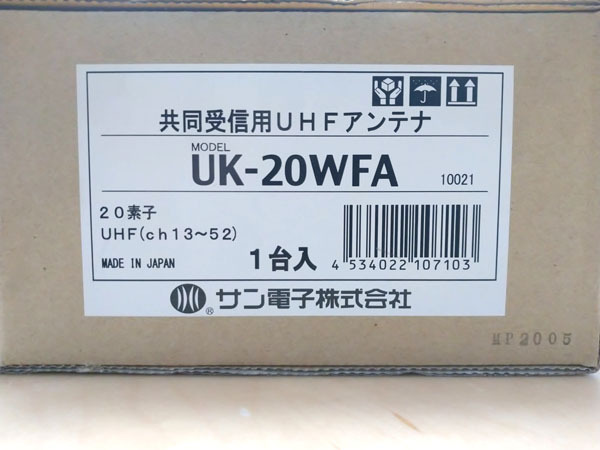 共同受信用UHFアンテナ
MODEL
UK-20WFA
10021
20素子
UHF(ch13~52)
MADE IN JAPAN
1台入
4 534022 107103
® サン電子株式会社
MP2005